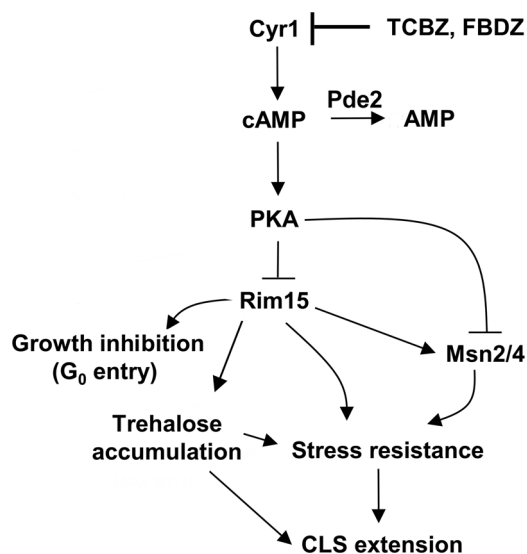 Cyr1
TCBZ, FBDZ
Pde2
cAMP
AMP
PKA
Rim15
Growth inhibition
(G₀ entry)
Msn2/4
Trehalose
accumulation
Stress resistance
CLS extension